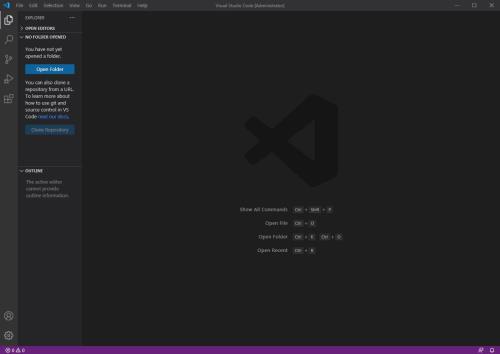 File Edit Selection View Go Run Terminal Help
Visual Studio Code [Administrator]
EXPLORER
OPEN EDITORS
NO FOLDER OPENED
You have not yet
opened a folder.
Open Folder
You can also clone a
repository from a URL.
To learn more about
how to use git and
source control in VS
Code read our docs.
Clone Repository
OUTLINE
The active editor
cannot provide
outline information.
Show All Commands Ctrl + Shift + P
Open File Ctrl + O
Open Folder Ctrl + K Ctrl + O
Open Recent Ctrl + R
0 0